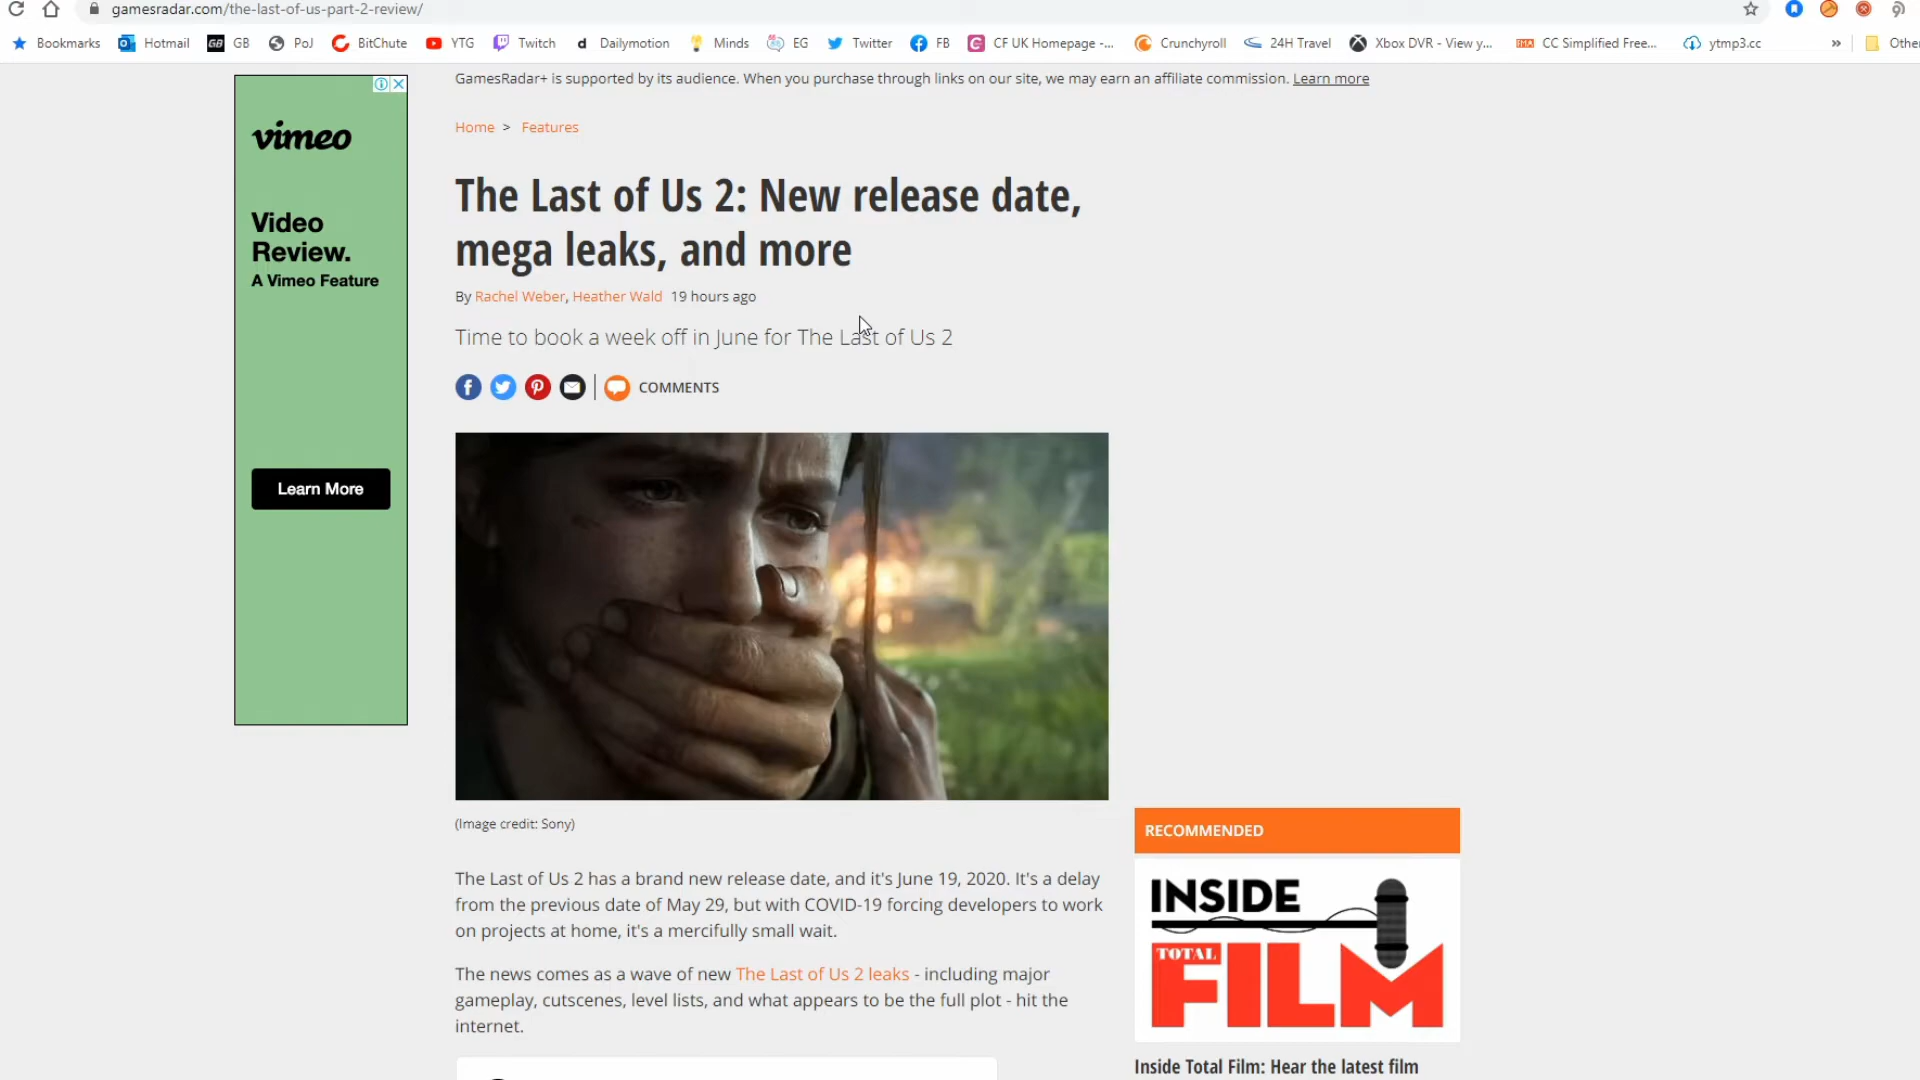 gamesradar.com/the-last-of-us-part-2-review/
Bookmarks Hotmail GB GB PoJ BitChute YTG Twitch d Dailymotion Minds EG Twitter FB CF UK Homepage -... Crunchyroll 24H Travel Xbox DVR - View y... CC Simplified Free... ytmp3.cc » Othe
GamesRadar+ is supported by its audience. When you purchase through links on our site, we may earn an affiliate commission. Learn more
vimeo
Video
Review.
A Vimeo Feature
Learn More
Home > Features
The Last of Us 2: New release date,
mega leaks, and more
By Rachel Weber, Heather Wald 19 hours ago
Time to book a week off in June for The Last of Us 2
COMMENTS
(Image credit: Sony)
The Last of Us 2 has a brand new release date, and it's June 19, 2020. It's a delay
from the previous date of May 29, but with COVID-19 forcing developers to work
on projects at home, it's a mercifully small wait.
The news comes as a wave of new The Last of Us 2 leaks - including major
gameplay, cutscenes, level lists, and what appears to be the full plot - hit the
internet.
RECOMMENDED
INSIDE
TOTAL
FILM
Inside Total Film: Hear the latest film